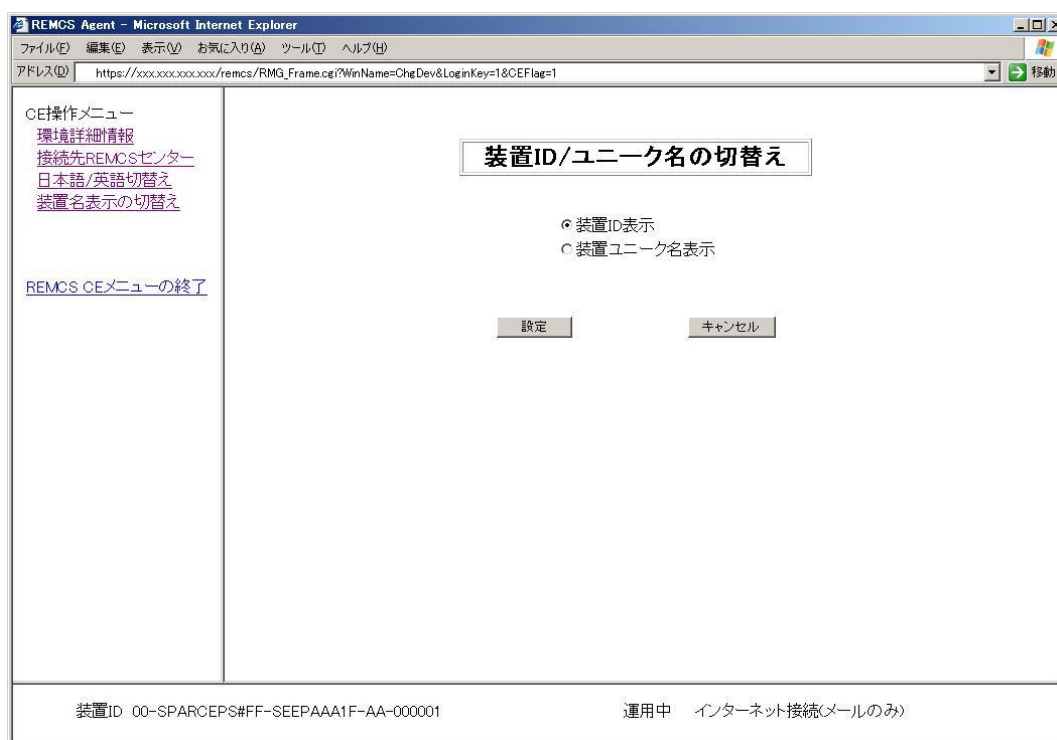 REMCS Agent - Microsoft Internet Explorer
ファイル(F) 編集(E) 表示(V) お気に入り(A) ツール(T) ヘルプ(H)
アドレス(D) https://xxx.xxx.xxx.xxx/remcs/RMG_Frame.cgi?WinName=ChgDev&LoginKey=1&CEFlag=1 移動
CE操作メニュー
環境詳細情報
接続先REMCSセンター
日本語/英語切替え
装置名表示の切替え
REMCS CEメニューの終了
装置ID/ユニーク名の切替え
装置ID表示
装置ユニーク名表示
設定 キャンセル
装置ID 00-SPARCEPS#FF-SEEPAAA1F-AA-000001 運用中 インターネット接続(メールのみ)